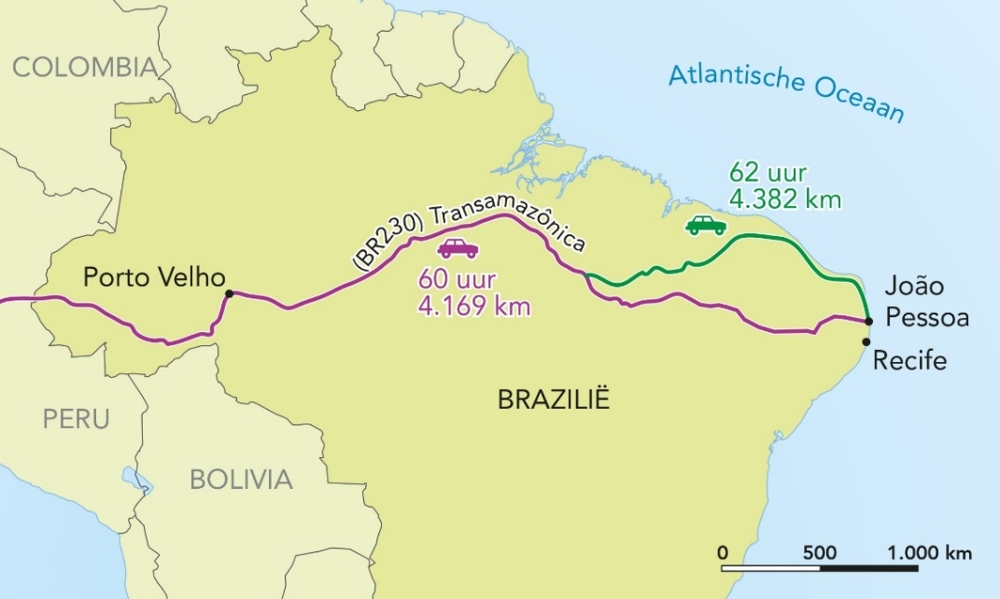 COLOMBIA
Atlantische Oceaan
62 uur
4.382 km
(BR230) Transamazônica
Porto Velho
60 uur
4.169 km
João
Pessoa
Recife
BRAZILIË
PERU
BOLIVIA
0 500 1.000 km